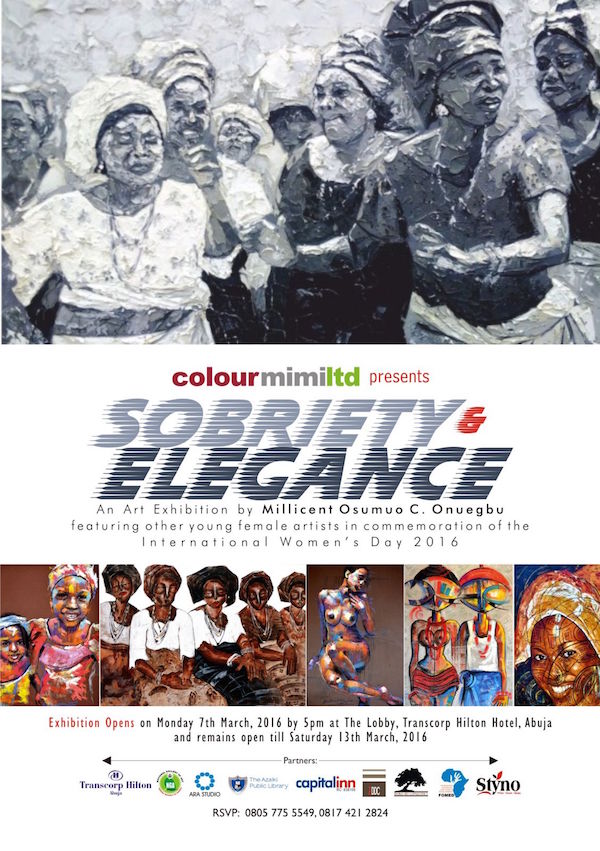 colourmimiltd presents
SOBRIETY &
ELEGANCE
An Art Exhibition by Millicent Osumuo C. Onuegbu
featuring other young female artists in commemoration of the
International Women's Day 2016
Exhibition Opens on Monday 7th March, 2016 by 5pm at The Lobby, Transcorp Hilton Hotel, Abuja
and remains open till Saturday 13th March, 2016
Partners:
Transcorp Hilton
Abuja
ARA STUDIO
The Azaiki
Public Library
capitalinn
DDC
FOMED
Styno
RSVP: 0805 775 5549, 0817 421 2824